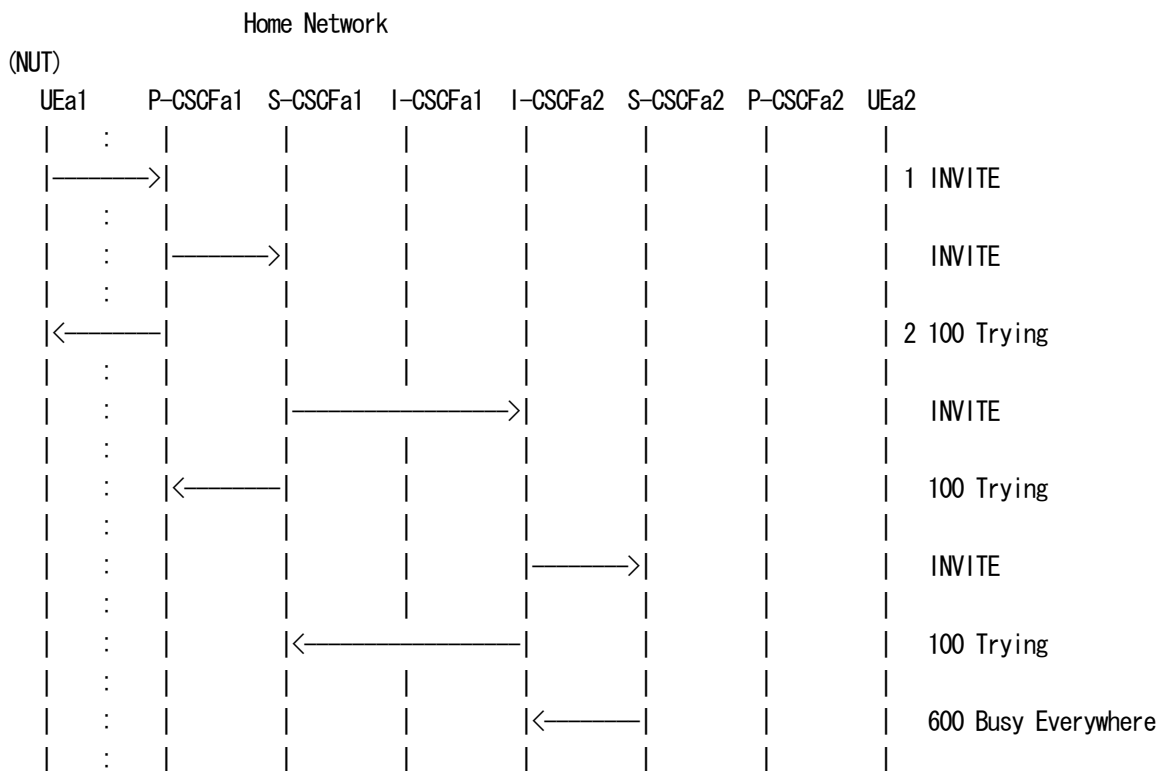 Home Network
(NUT)
UEa1 P-CSCFa1 S-CSCFa1 I-CSCFa1 I-CSCFa2 S-CSCFa2 P-CSCFa2 UEa2
1 INVITE
INVITE
2 100 Trying
INVITE
100 Trying
INVITE
100 Trying
600 Busy Everywhere